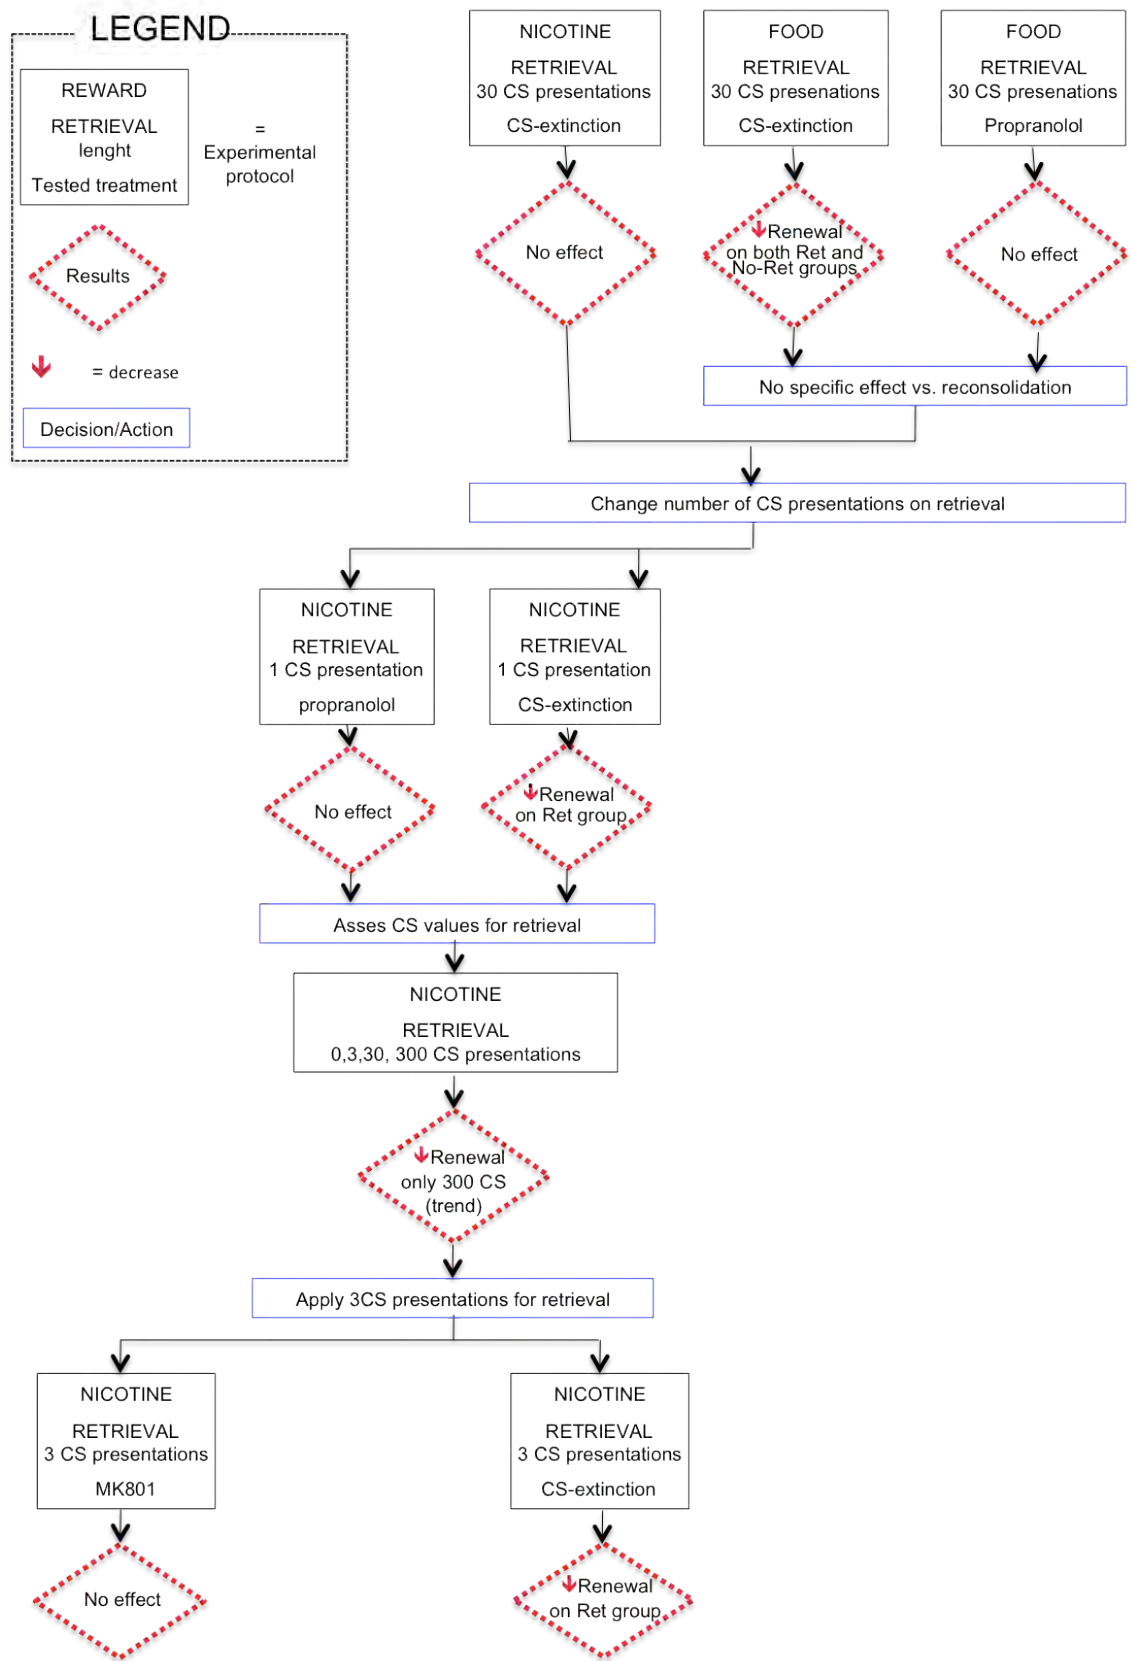 LEGEND
REWARD
RETRIEVAL
lenght
Tested treatment
=
Experimental
protocol
Results
= decrease
Decision/Action
NICOTINE
RETRIEVAL
30 CS presentations
CS-extinction
FOOD
RETRIEVAL
30 CS presenations
CS-extinction
FOOD
RETRIEVAL
30 CS presenations
Propranolol
No effect
Renewal
on both Ret and
No-Ret groups
No effect
No specific effect vs. reconsolidation
Change number of CS presentations on retrieval
NICOTINE
RETRIEVAL
1 CS presentation
propranolol
NICOTINE
RETRIEVAL
1 CS presentation
CS-extinction
No effect
Renewal
on Ret group
Asses CS values for retrieval
NICOTINE
RETRIEVAL
0,3,30, 300 CS presentations
Renewal
only 300 CS
(trend)
Apply 3CS presentations for retrieval
NICOTINE
RETRIEVAL
3 CS presentations
MK801
NICOTINE
RETRIEVAL
3 CS presentations
CS-extinction
No effect
Renewal
on Ret group